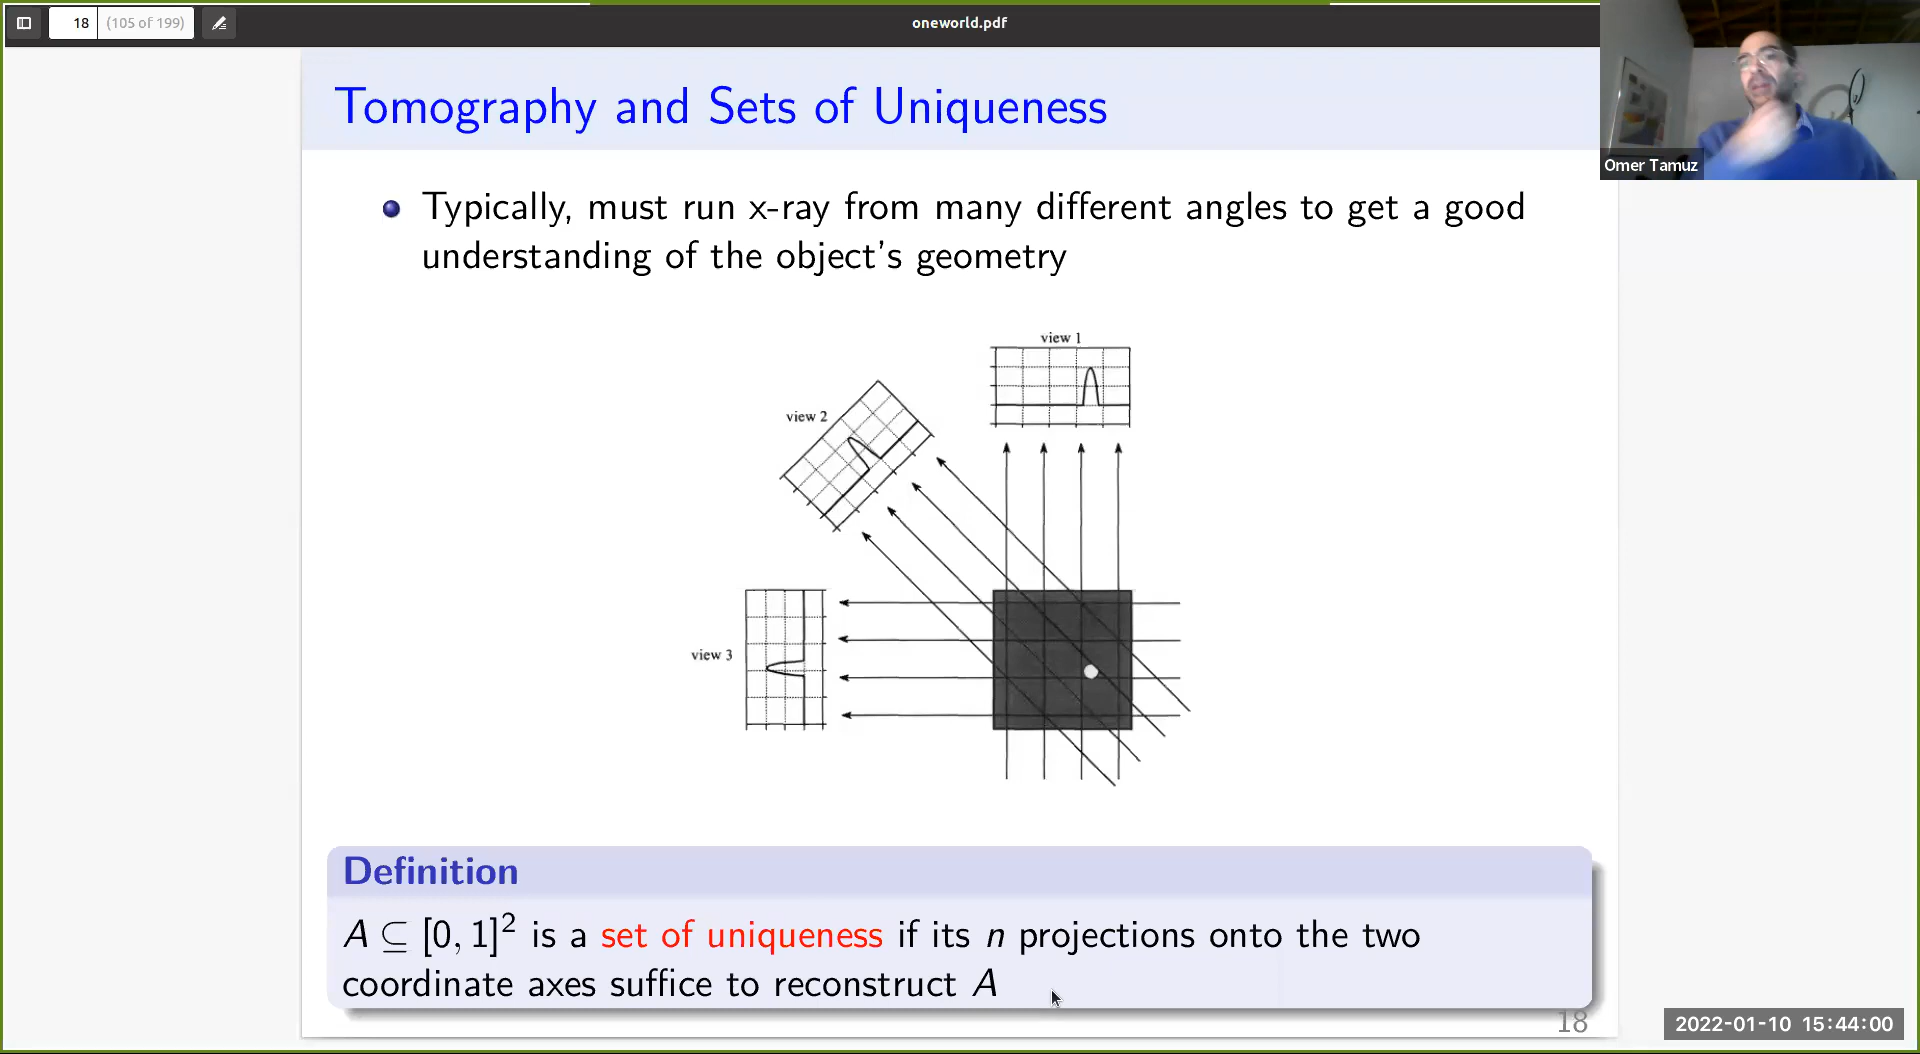 18 (105 of 199)
oneworld.pdf
Tomography and Sets of Uniqueness
Omer Tamuz
Typically, must run x-ray from many different angles to get a good
understanding of the object's geometry
view 1
view 2
view 3
Definition
A ⊆ [0, 1]² is a set of uniqueness if its n projections onto the two
coordinate axes suffice to reconstruct A
18
2022-01-10 15:44:00